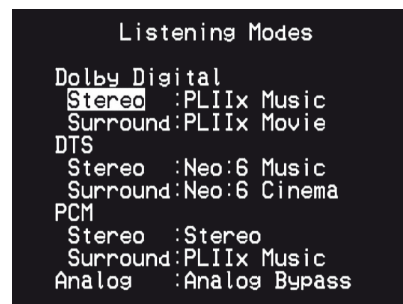 Listening Modes
Dolby Digital
Stereo :PLIIx Music
Surround:PLIIx Movie
DTS
Stereo :Neo:6 Music
Surround:Neo:6 Cinema
PCM
Stereo :Stereo
Surround:PLIIx Music
Analog :Analog Bypass